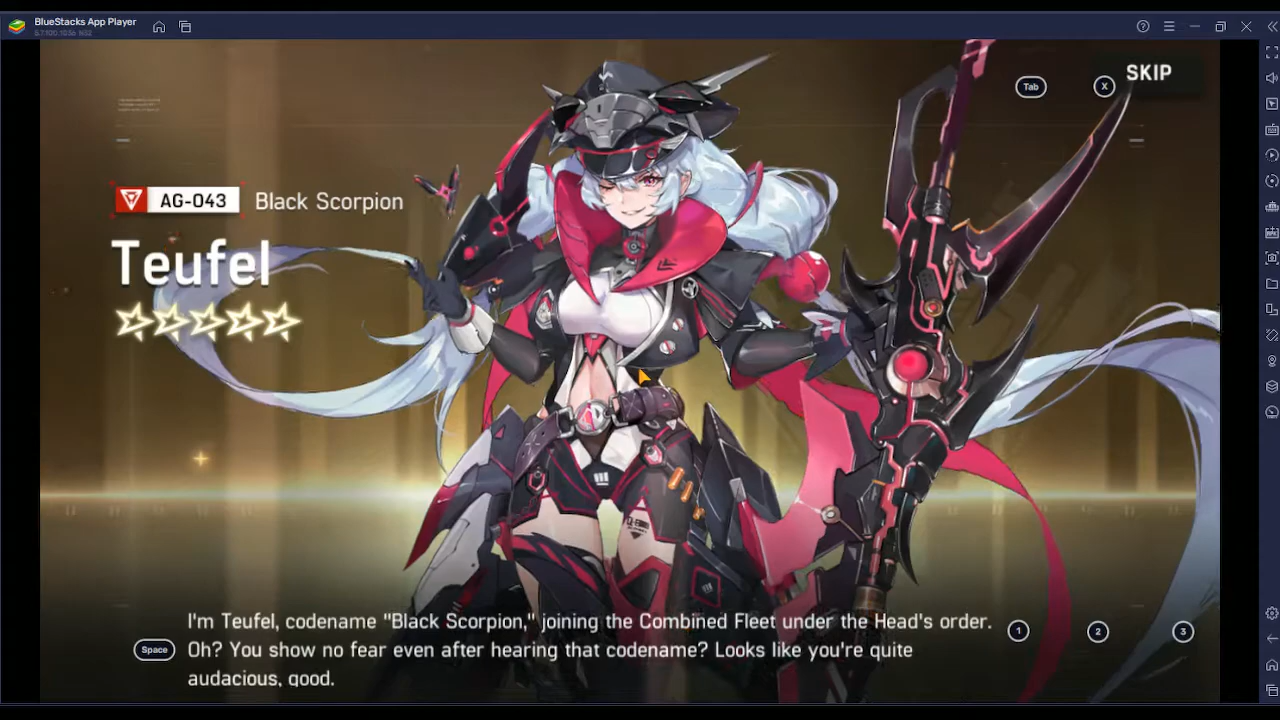 BlueStacks App Player
SKIP
Tab
X
AG-043 Black Scorpion
Teufel
I'm Teufel, codename "Black Scorpion," joining the Combined Fleet under the Head's order.
Oh? You show no fear even after hearing that codename? Looks like you're quite
audacious, good.
Space
1
2
3